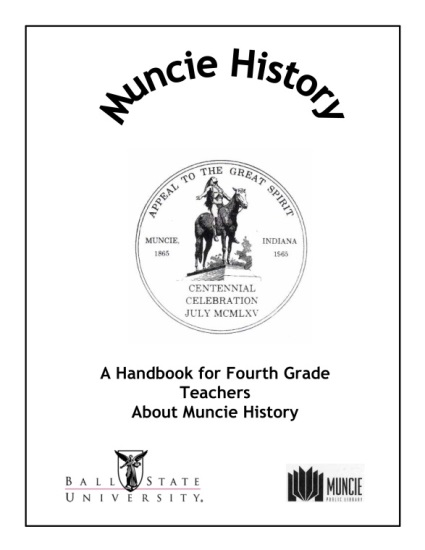 Muncie History
APPEAL TO THE GREAT SPIRIT
MUNCIE, INDIANA
1865 1965
CENTENNIAL
CELEBRATION
JULY MCMLXV
A Handbook for Fourth Grade
Teachers
About Muncie History
BALL STATE
UNIVERSITY.
MUNCIE
PUBLIC LIBRARY